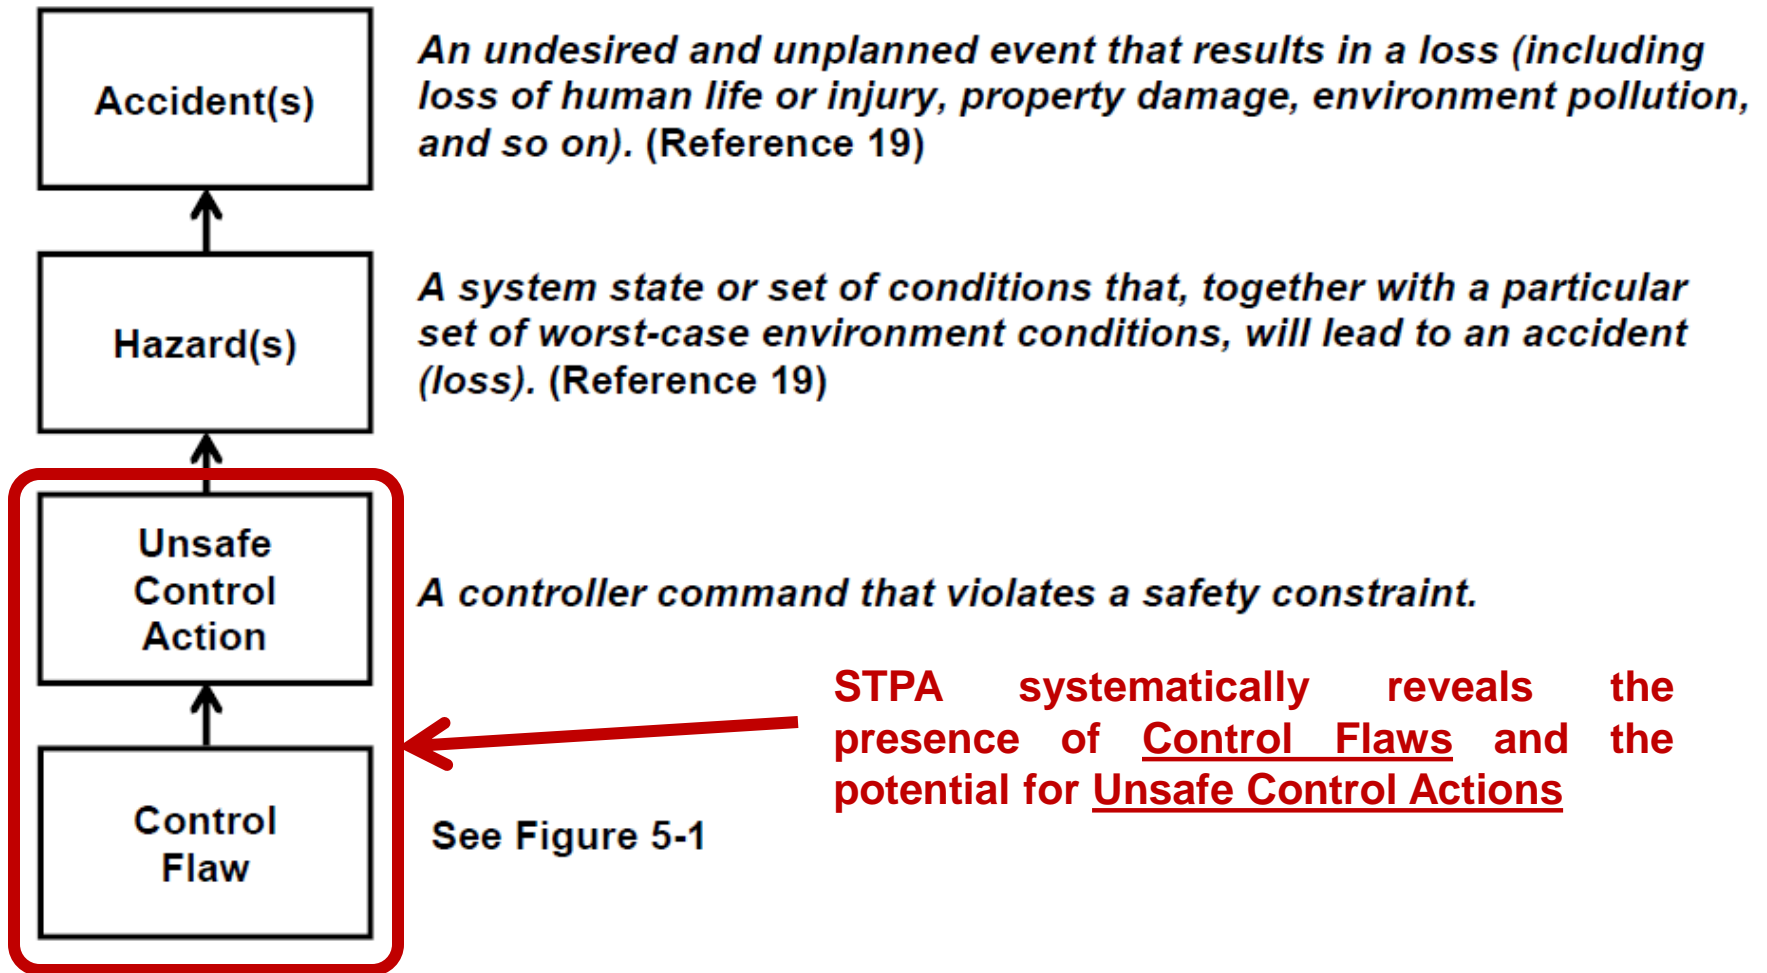 Accident(s)
An undesired and unplanned event that results in a loss (including
loss of human life or injury, property damage, environment pollution,
and so on). (Reference 19)
Hazard(s)
A system state or set of conditions that, together with a particular
set of worst-case environment conditions, will lead to an accident
(loss). (Reference 19)
Unsafe
Control
Action
A controller command that violates a safety constraint.
STPA systematically reveals the
presence of Control Flaws and the
potential for Unsafe Control Actions
Control
Flaw
See Figure 5-1